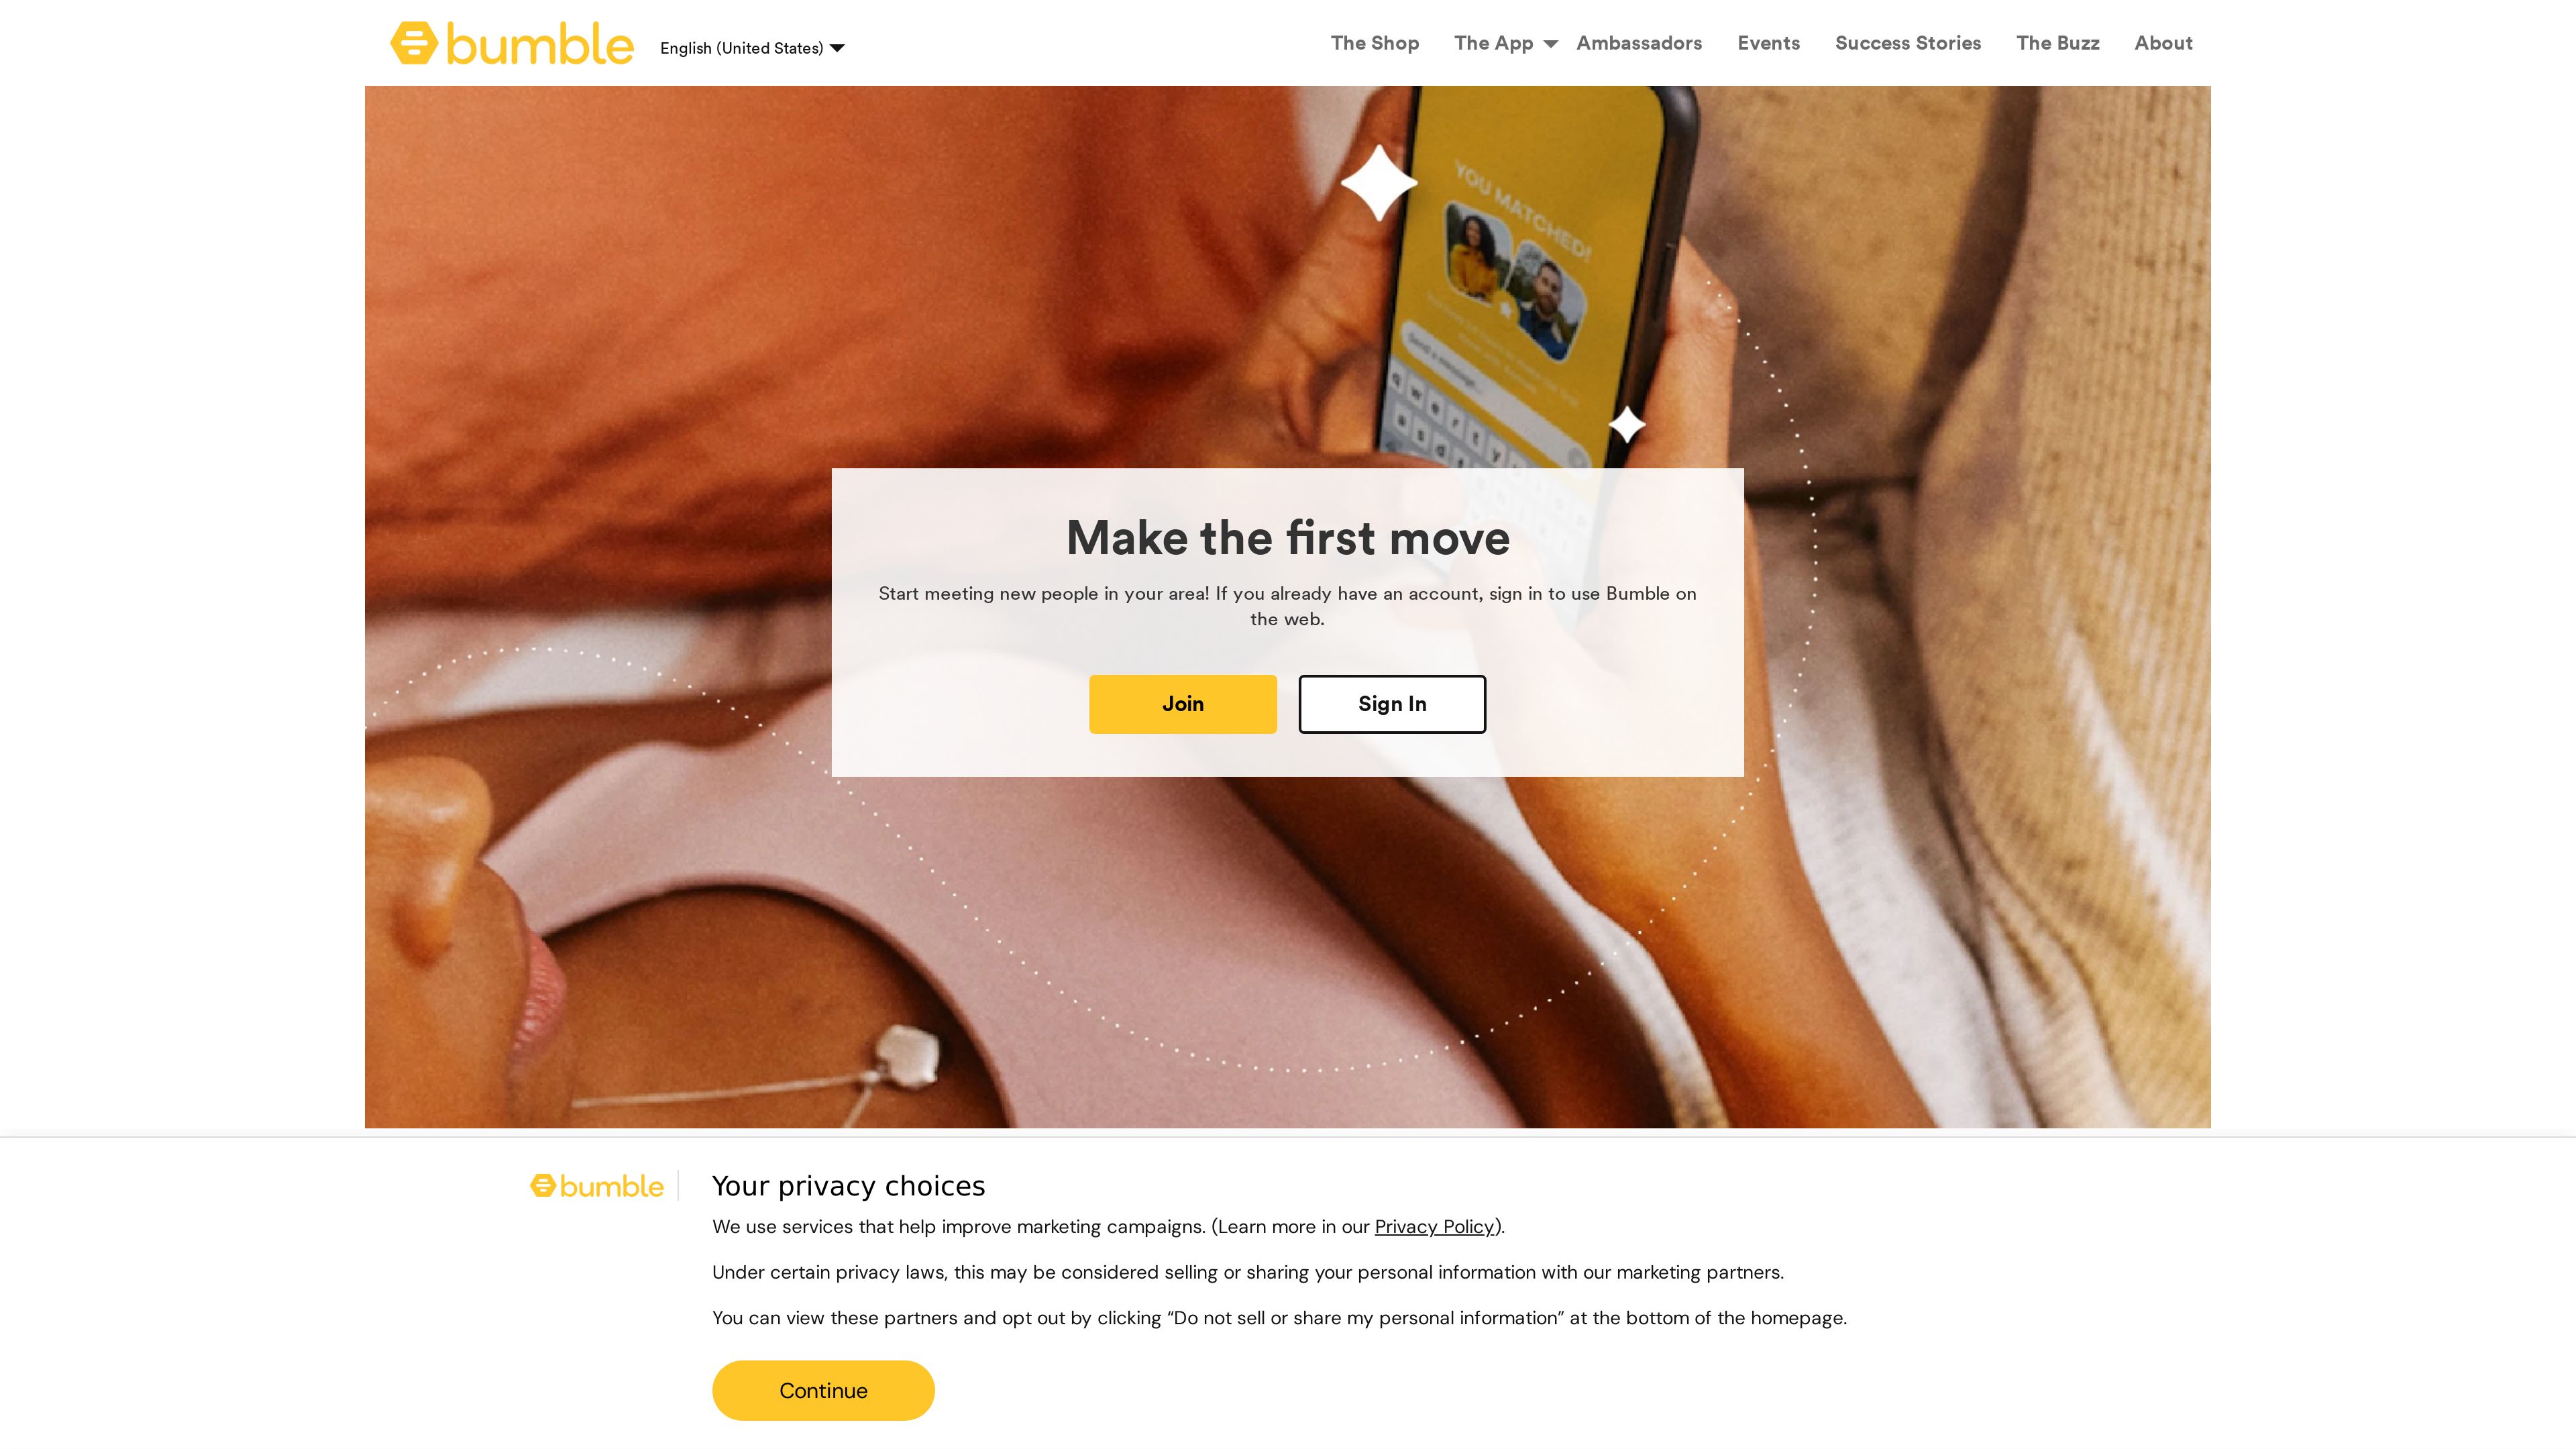 bumble
English (United States)
The Shop
The App
Ambassadors
Events
Success Stories
The Buzz
About
YOU MATCHED!
Send a message...
Make the first move
Start meeting new people in your area! If you already have an account, sign in to use Bumble on
the web.
Join
Sign In
bumble
Your privacy choices
We use services that help improve marketing campaigns. (Learn more in our Privacy Policy).
Under certain privacy laws, this may be considered selling or sharing your personal information with our marketing partners.
You can view these partners and opt out by clicking “Do not sell or share my personal information” at the bottom of the homepage.
Continue